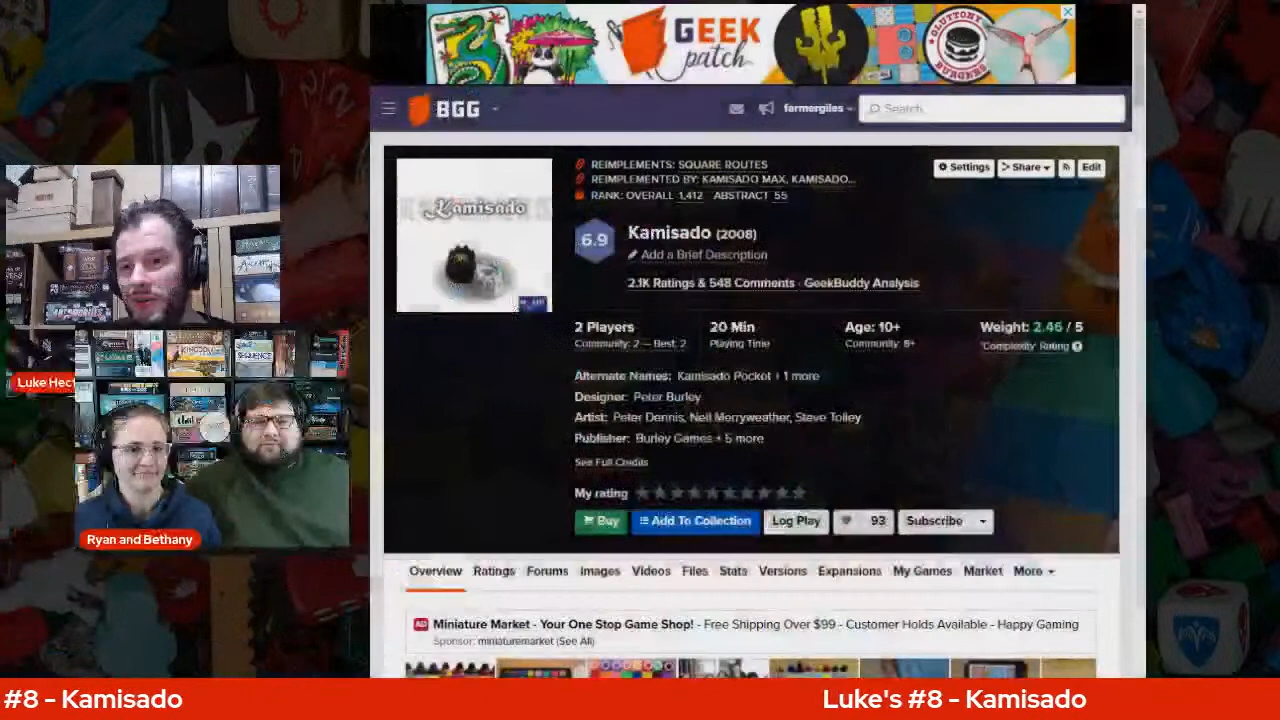 GEEK
patch
GLUTTONY
BURGERS
BGG
farmergiles
Search
REIMPLEMENTS: SQUARE ROUTES
REIMPLEMENTED BY: KAMISADO MAX, KAMISADO...
RANK: OVERALL 1,412 ABSTRACT 55
Settings
Share
Edit
Kamisado
6.9
Kamisado (2008)
Add a Brief Description
2.1K Ratings & 548 Comments · GeekBuddy Analysis
2 Players
20 Min
Age: 10+
Weight: 2.46 / 5
Community: 2 — Best: 2
Playing Time
Community: 8+
'Complexity' Rating
Alternate Names: Kamisado Pocket + 1 more
Designer: Peter Burley
Artist: Peter Dennis, Neil Merryweather, Steve Tolley
Publisher: Burley Games + 5 more
See Full Credits
My rating
Buy
Add To Collection
Log Play
93
Subscribe
Overview Ratings Forums Images Videos Files Stats Versions Expansions My Games Market More
AD Miniature Market - Your One Stop Game Shop! - Free Shipping Over $99 - Customer Holds Available - Happy Gaming
Sponsor: miniaturemarket (See All)
Luke Hect
SEQUENCE
Ryan and Bethany
#8 - Kamisado
Luke's #8 - Kamisado